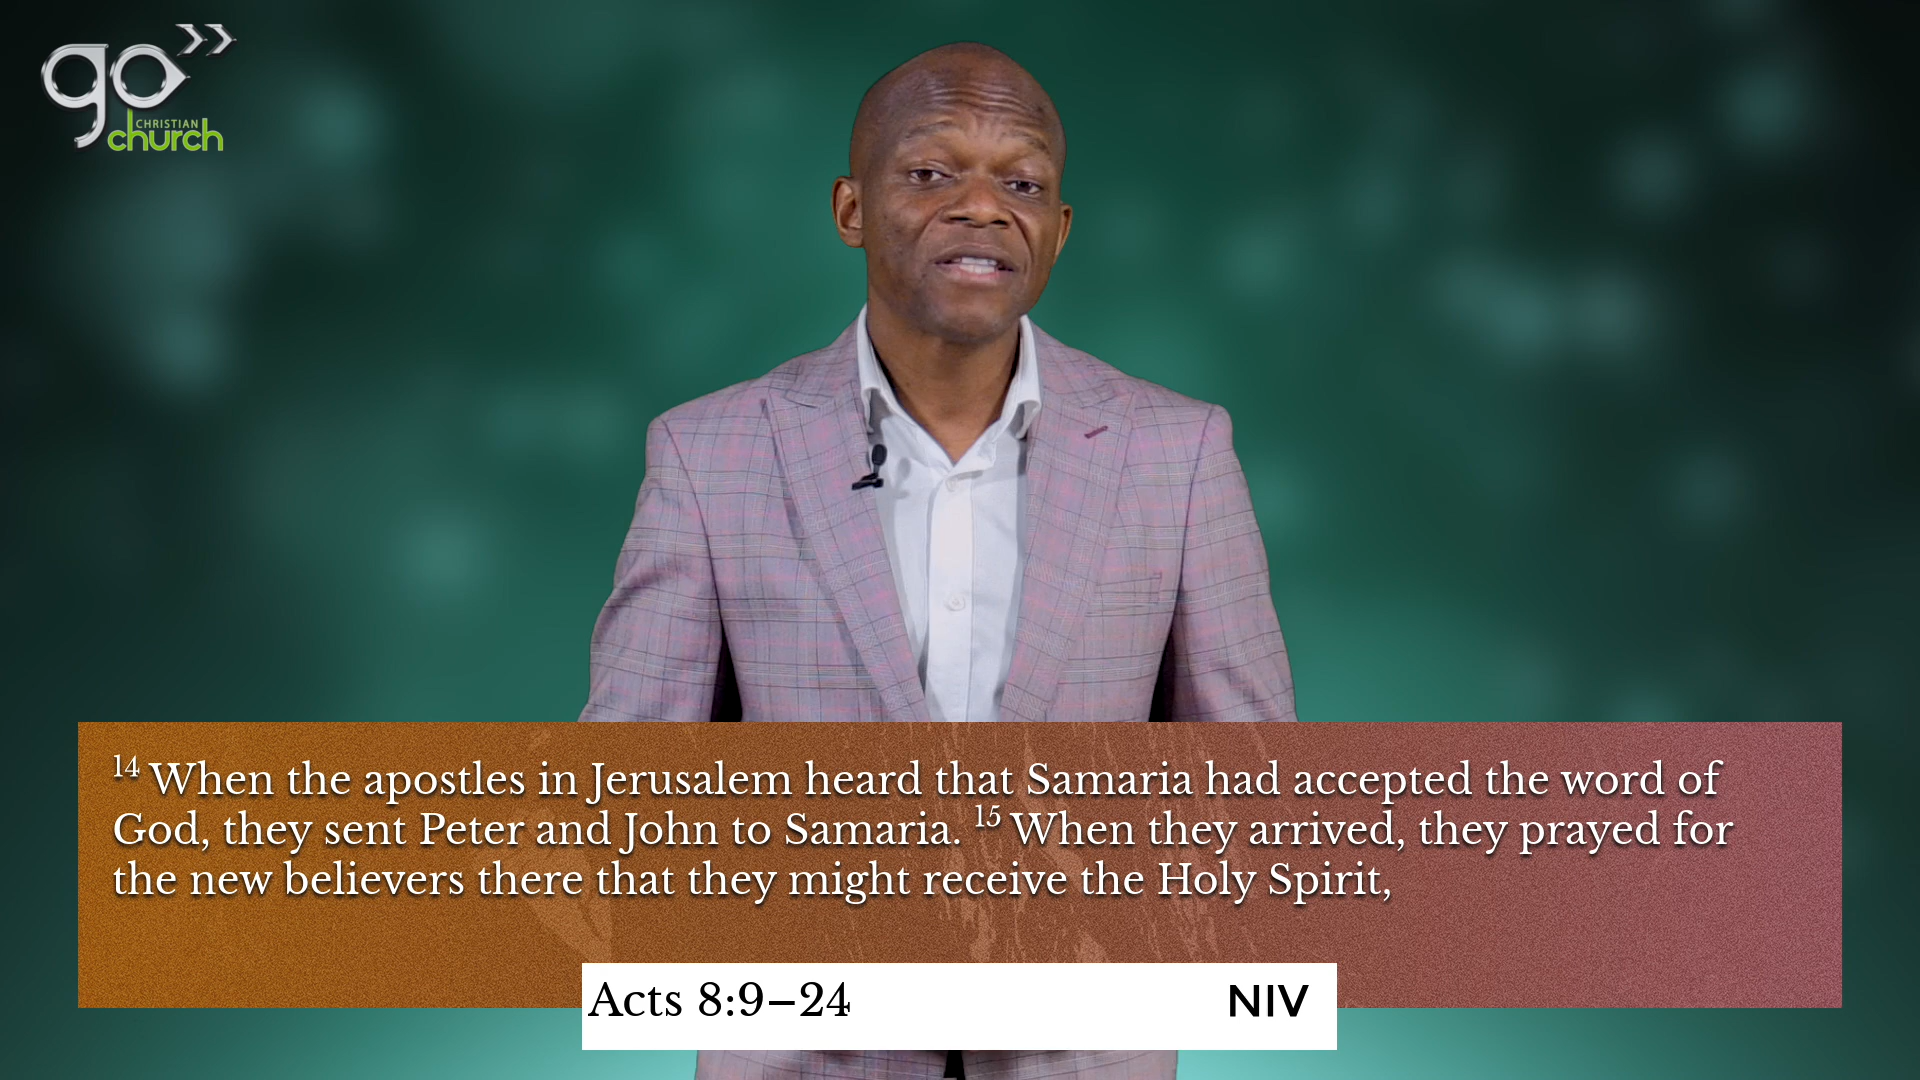 go
CHRISTIAN
church
14 When the apostles in Jerusalem heard that Samaria had accepted the word of
God, they sent Peter and John to Samaria. 15 When they arrived, they prayed for
the new believers there that they might receive the Holy Spirit,
Acts 8:9–24 NIV